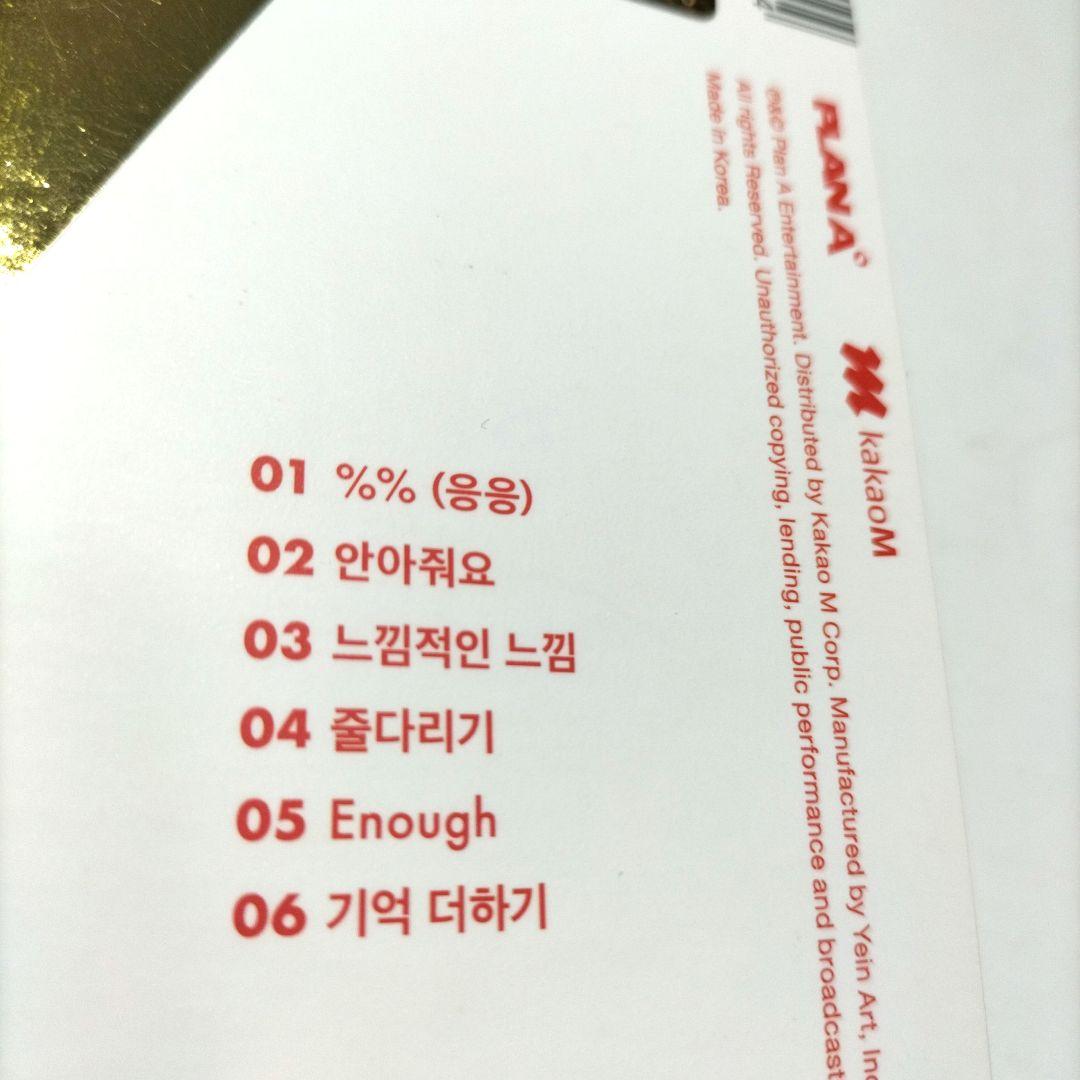 01 %% (응응)
02 안아줘요
03 느낌적인 느낌
04 줄다리기
05 Enough
06 기억 더하기
PLAN A
kakaoM
℗&© Plan A Entertainment. Distributed by Kakao M Corp. Manufactured by Yein Art, Inc
All rights Reserved. Unauthorized copying, lending, public performance and broadcast
Made in Korea.